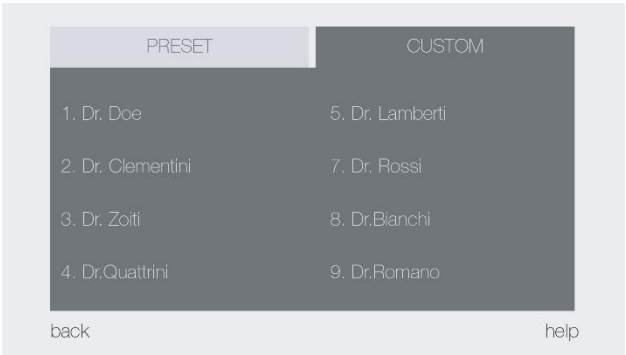 PRESET
CUSTOM
1. Dr. Doe
2. Dr. Clementini
3. Dr. Zoiti
4. Dr.Quattrini
5. Dr. Lamberti
7. Dr. Rossi
8. Dr.Bianchi
9. Dr.Romano
back
help